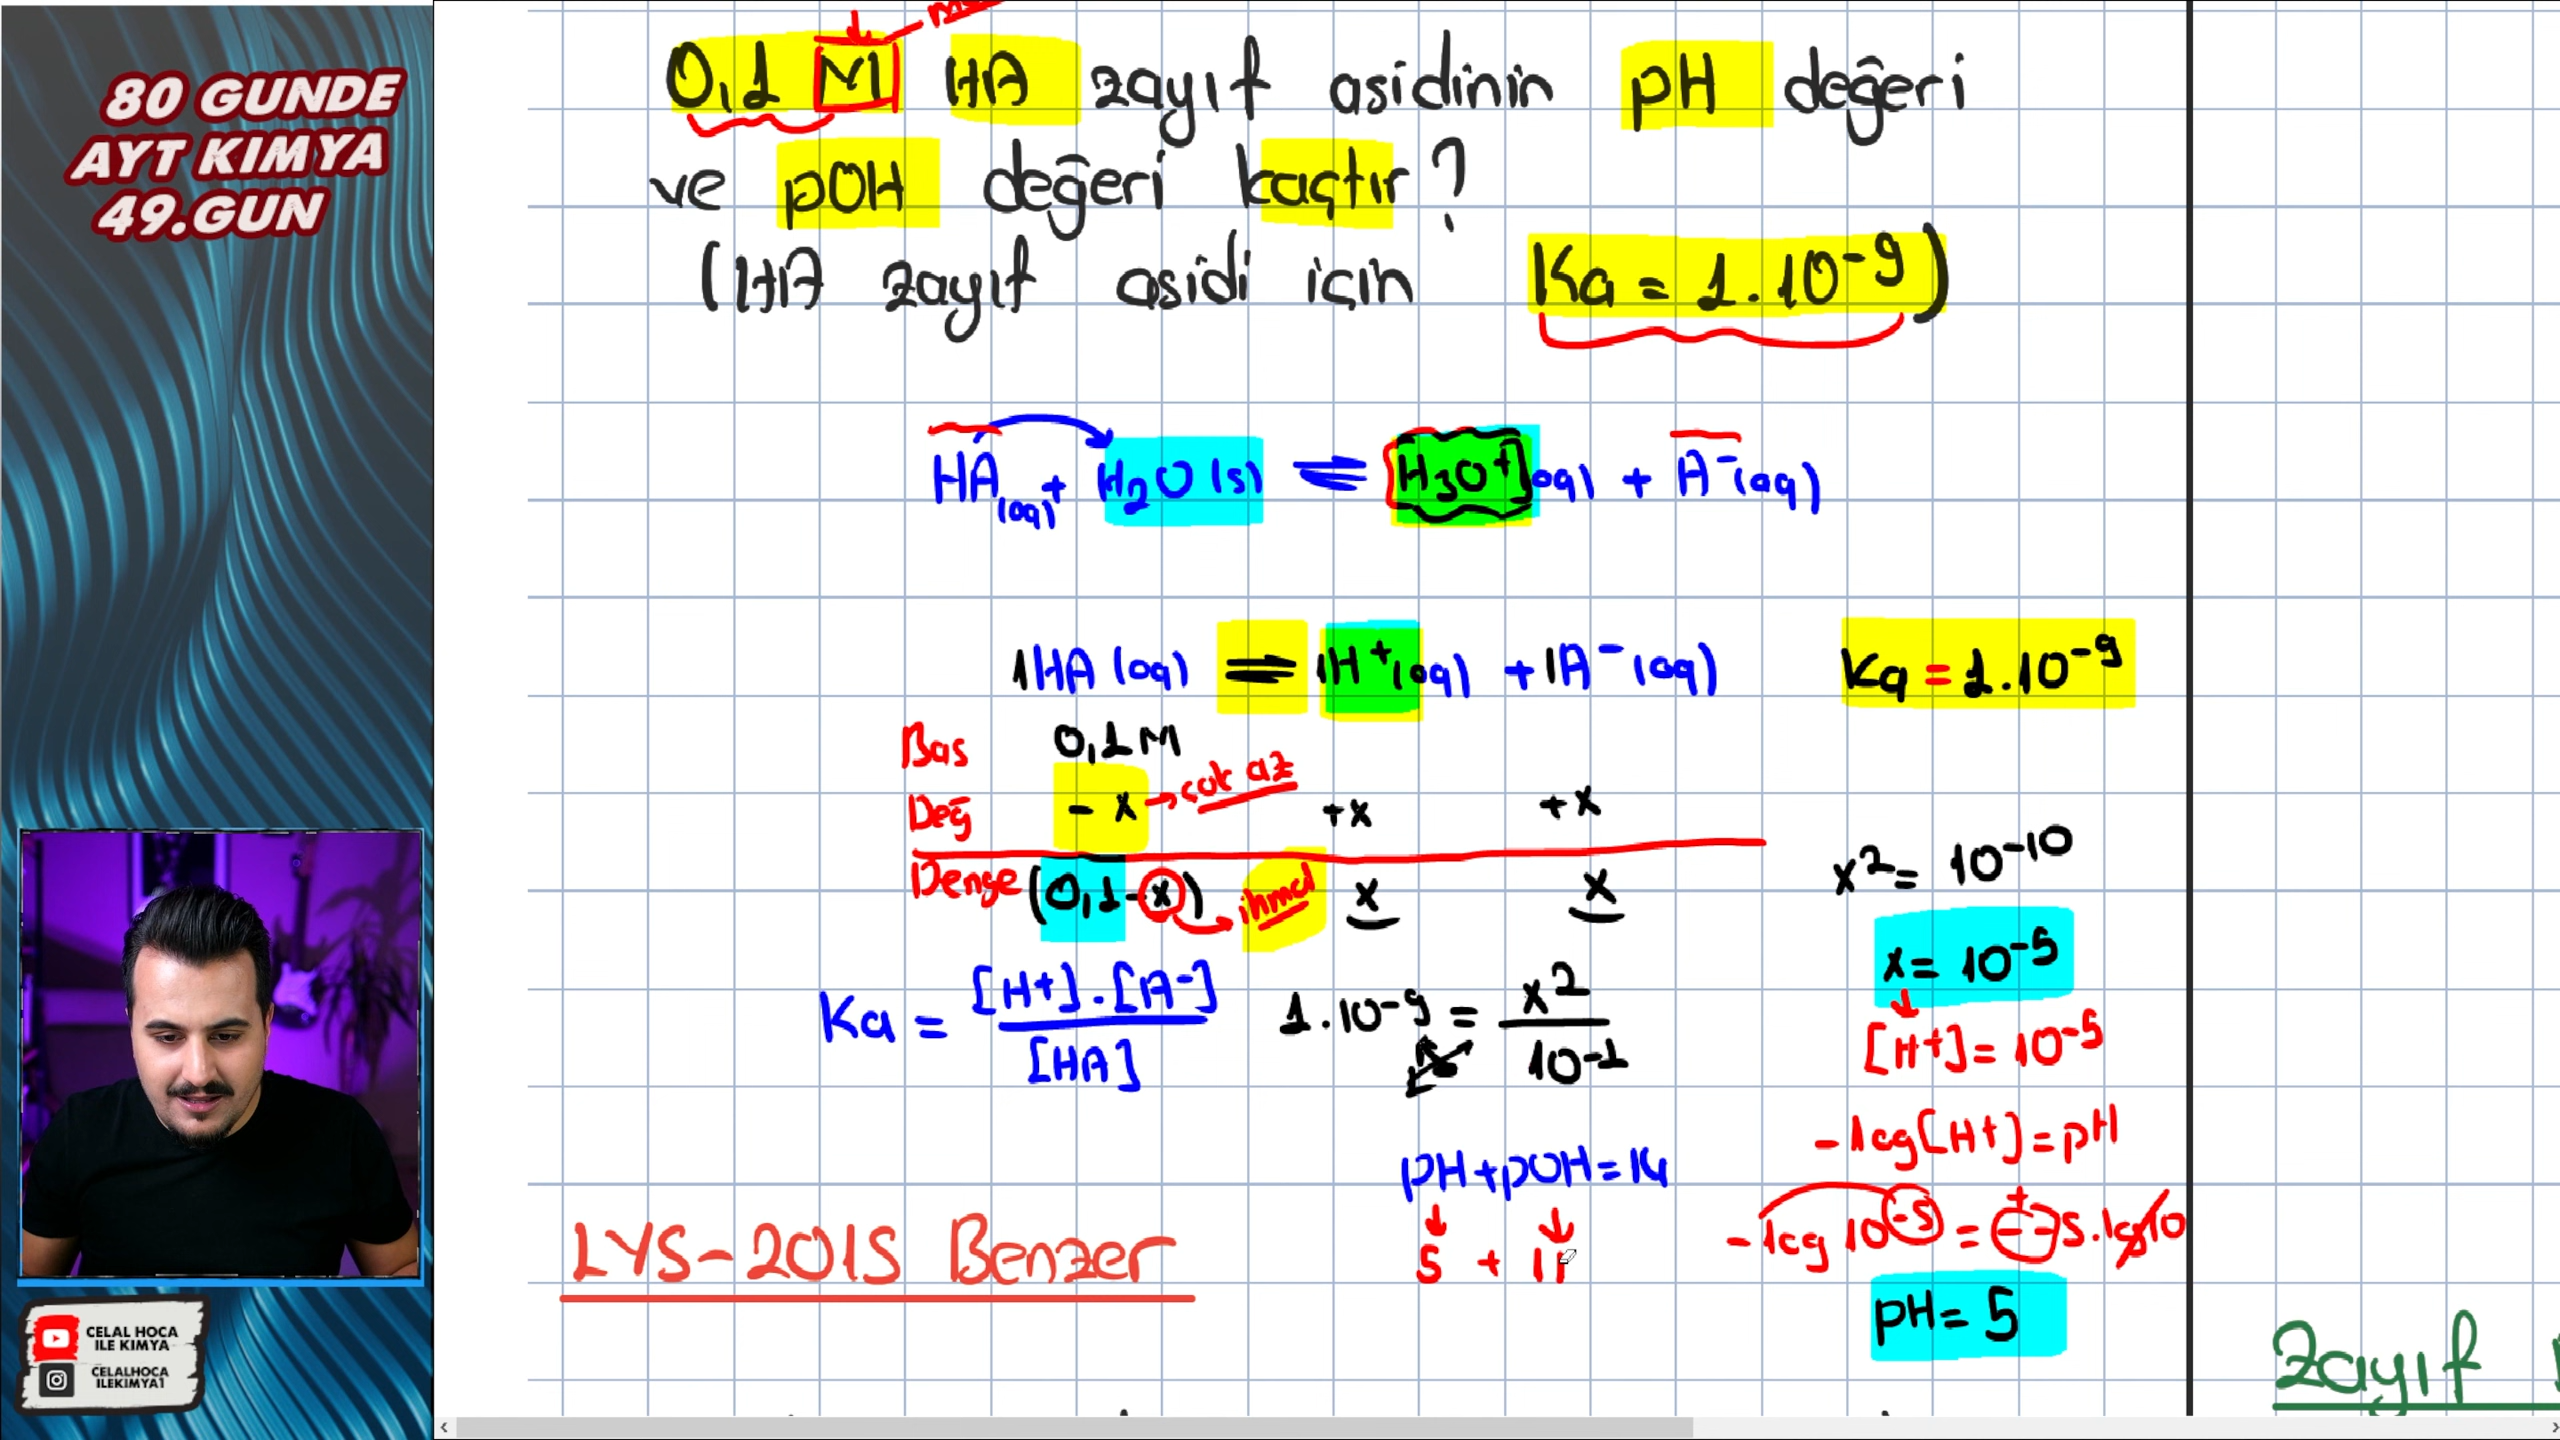 80 GUNDE
AYT KIMYA
49.GUN
0,1 M HA zayıf asidinin pH değeri
ve pOH değeri kaçtır?
(HA zayıf asidi için Ka = 1.10⁻⁹)
HA(aq) + H₂O(s) ⇌ [H₃O⁺](aq) + A⁻(aq)
1HA(aq) ⇌ 1H⁺(aq) + 1A⁻(aq)
Ka = 1.10⁻⁹
Bas 0,1M
Değ - x → çok az +x +x
Denge (0,1 - x) → ihmal x x
Ka = [H⁺].[A⁻] / [HA]
1.10⁻⁹ = x² / 10⁻¹
x² = 10⁻¹⁰
x = 10⁻⁵
[H⁺] = 10⁻⁵
-log[H⁺] = pH
-log 10⁻⁵ = - - 5.log10
+
pH = 5
pH + pOH = 14
5 +
LYS-2015 Benzer
Zayıf
CELAL HOCA
ILE KIMYA
CELALHOCA
ILEKIMYA1